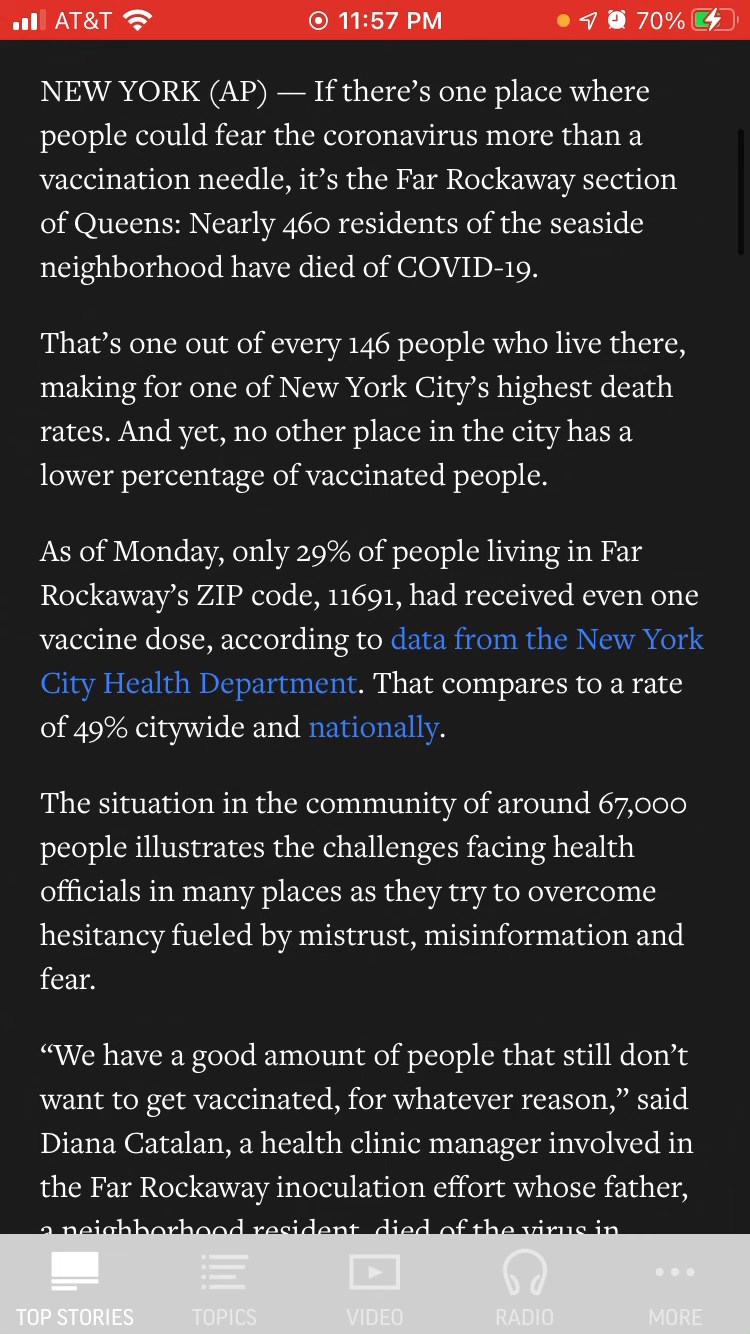 AT&T 11:57 PM 70%
NEW YORK (AP) — If there’s one place where
people could fear the coronavirus more than a
vaccination needle, it’s the Far Rockaway section
of Queens: Nearly 460 residents of the seaside
neighborhood have died of COVID-19.
That’s one out of every 146 people who live there,
making for one of New York City’s highest death
rates. And yet, no other place in the city has a
lower percentage of vaccinated people.
As of Monday, only 29% of people living in Far
Rockaway’s ZIP code, 11691, had received even one
vaccine dose, according to data from the New York
City Health Department. That compares to a rate
of 49% citywide and nationally.
The situation in the community of around 67,000
people illustrates the challenges facing health
officials in many places as they try to overcome
hesitancy fueled by mistrust, misinformation and
fear.
“We have a good amount of people that still don’t
want to get vaccinated, for whatever reason,” said
Diana Catalan, a health clinic manager involved in
the Far Rockaway inoculation effort whose father,
a neighborhood resident, died of the virus in
TOP STORIES TOPICS VIDEO RADIO MORE